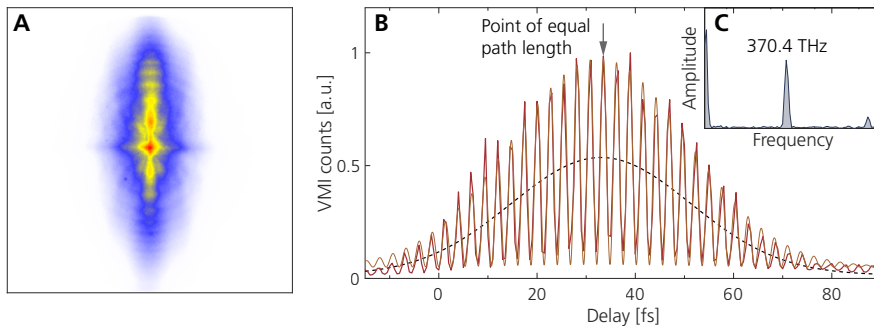 A
B
Point of equal
path length
C
370.4 THz
Amplitude
Frequency
VMI counts [a.u.]
1
0.5
0
0
20
40
60
80
Delay [fs]